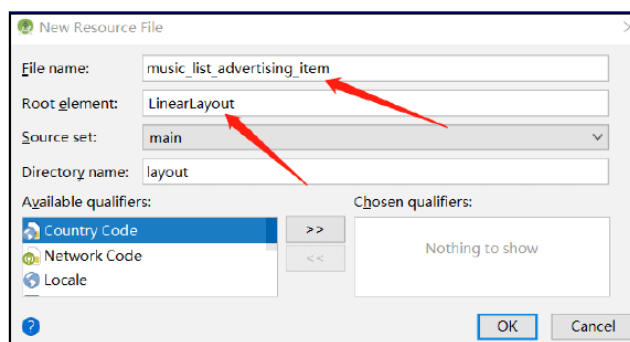 New Resource File
File name: music_list_advertising_item
Root element: LinearLayout
Source set: main
Directory name: layout
Available qualifiers: Chosen qualifiers:
Country Code >>
Nothing to show
Network Code <<
Locale
? OK Cancel